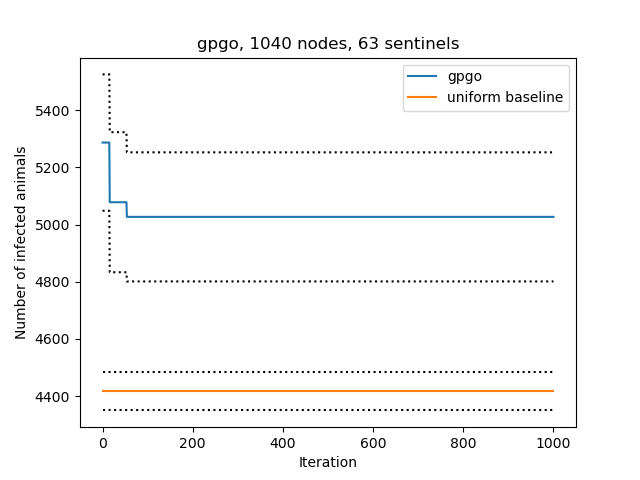 gpgo, 1040 nodes, 63 sentinels
gpgo
uniform baseline
Number of infected animals
5400
5200
5000
4800
4600
4400
0 200 400 600 800 1000
Iteration